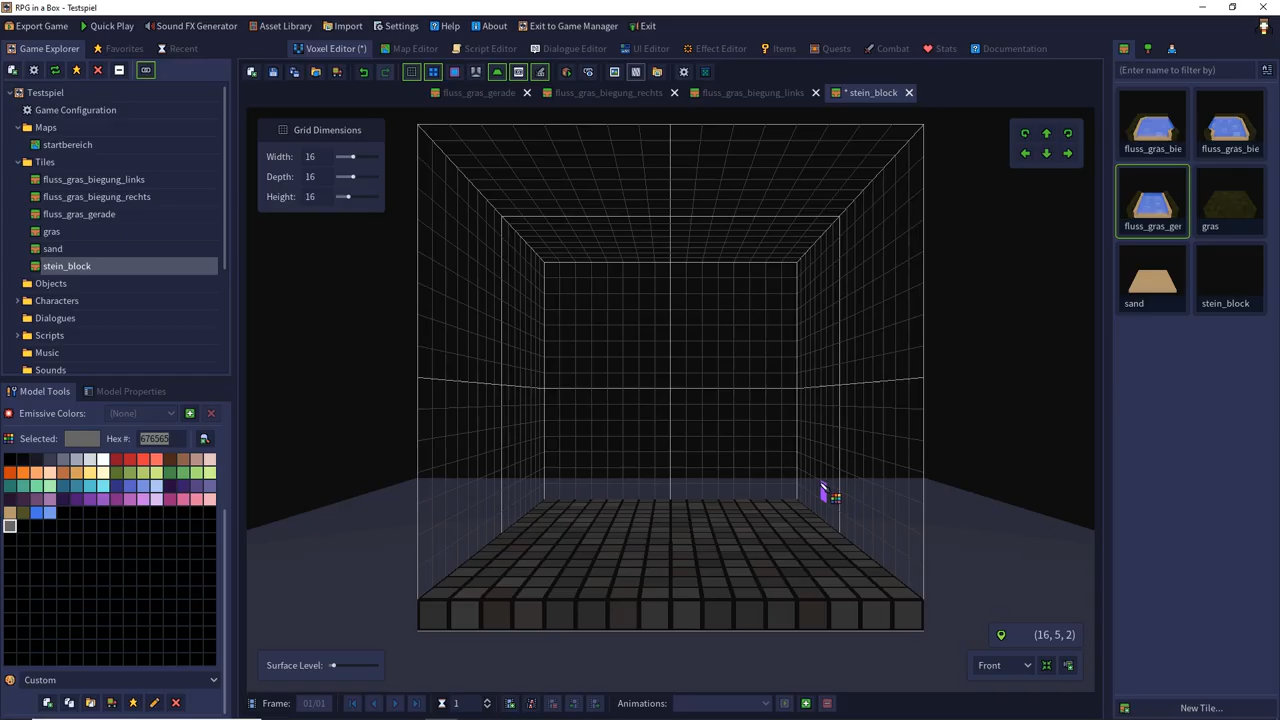 RPG in a Box - Testspiel
Export Game Quick Play Sound FX Generator Asset Library Import Settings Help About Exit to Game Manager Exit
Game Explorer Favorites Recent Voxel Editor (*) Map Editor Script Editor Dialogue Editor UI Editor Effect Editor Items Quests Combat Stats Documentation
(Enter name to filter by)
fluss_gras_gerade fluss_gras_biegung_rechts fluss_gras_biegung_links * stein_block
Testspiel
Game Configuration
Maps
startbereich
Tiles
fluss_gras_biegung_links
fluss_gras_biegung_rechts
fluss_gras_gerade
gras
sand
stein_block
Objects
Characters
Dialogues
Scripts
Music
Sounds
Grid Dimensions
Width: 16
Depth: 16
Height: 16
fluss_gras_bie fluss_gras_bie
fluss_gras_ger gras
sand stein_block
Model Tools Model Properties
Emissive Colors: (None)
Selected: Hex #: 676565
Custom
(16, 5, 2)
Surface Level:
Front
Frame: 01/01 1 Animations:
New Tile...